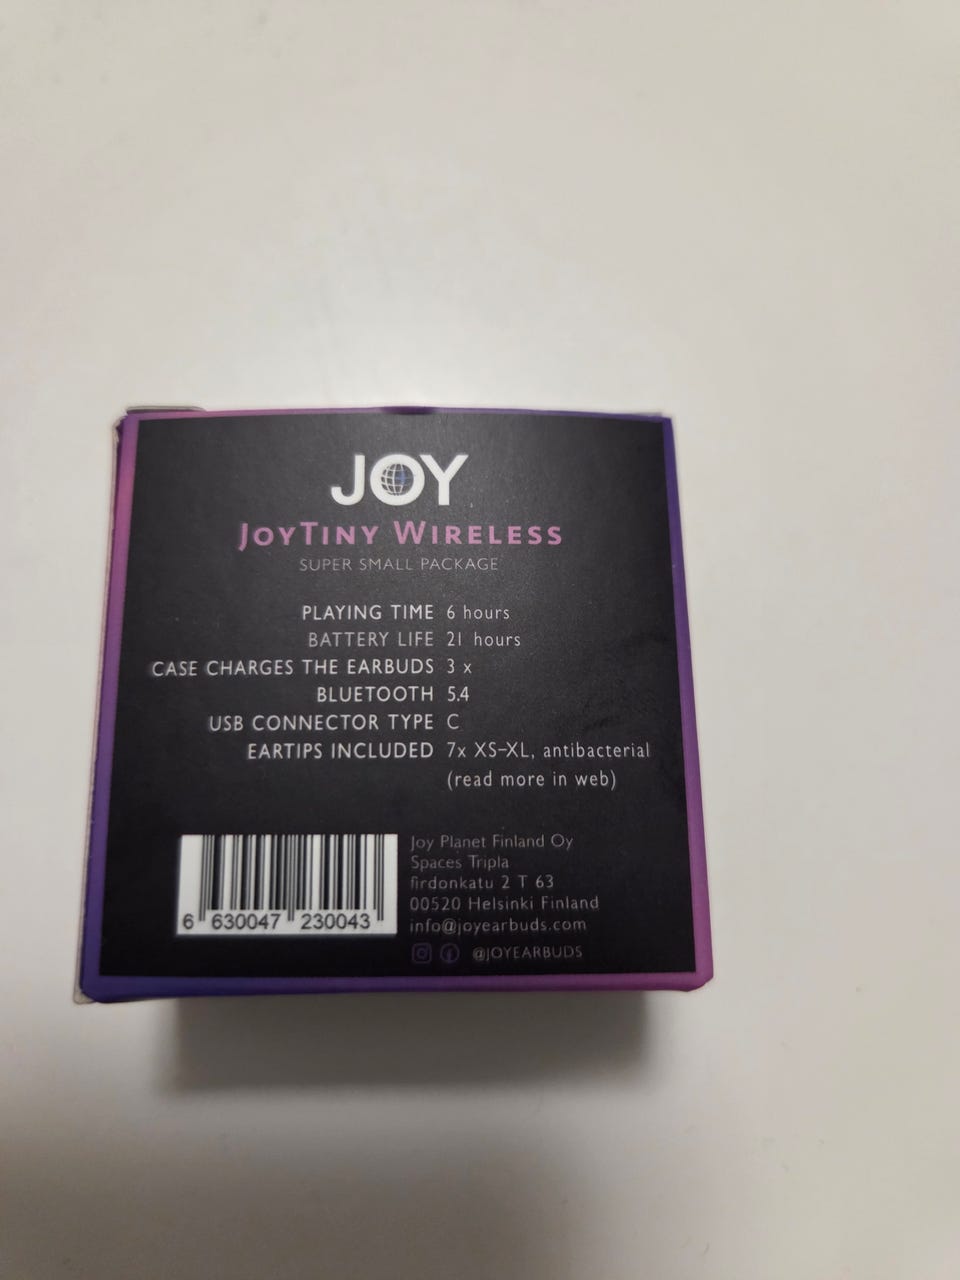 JOY
JOYTINY WIRELESS
SUPER SMALL PACKAGE
PLAYING TIME 6 hours
BATTERY LIFE 21 hours
CASE CHARGES THE EARBUDS 3 x
BLUETOOTH 5.4
USB CONNECTOR TYPE C
EARTIPS INCLUDED 7x XS-XL, antibacterial
(read more in web)
Joy Planet Finland Oy
Spaces Tripla
firdonkatu 2 T 63
00520 Helsinki Finland
info@joyearbuds.com
@JOYEARBUDS
6 630047 230043